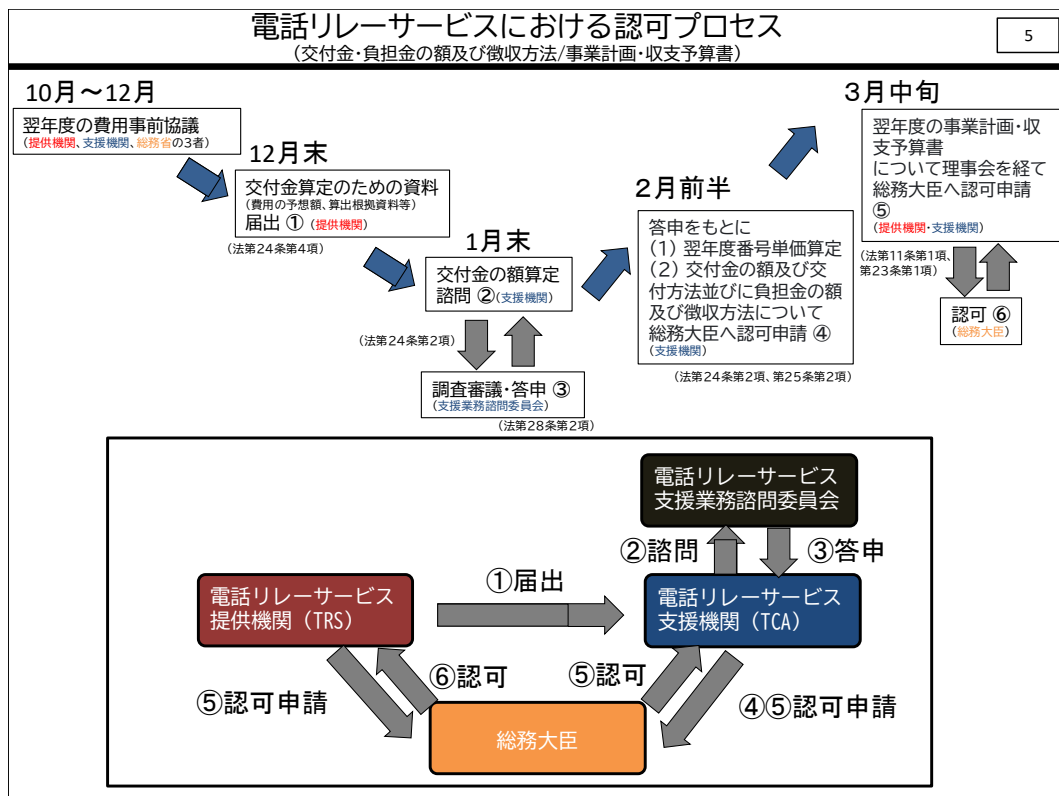 電話リレーサービスにおける認可プロセス
(交付金・負担金の額及び徴収方法/事業計画・収支予算書)
5
10月~12月
翌年度の費用事前協議
(提供機関、支援機関、総務省の3者)
12月末
交付金算定のための資料
(費用の予想額、算出根拠資料等)
届出 ① (提供機関)
(法第24条第4項)
1月末
交付金の額算定
諮問 ②(支援機関)
(法第24条第2項)
調査審議・答申 ③
(支援業務諮問委員会)
(法第28条第2項)
2月前半
答申をもとに
(1) 翌年度番号単価算定
(2) 交付金の額及び交
付方法並びに負担金の額
及び徴収方法について
総務大臣へ認可申請 ④
(支援機関)
(法第24条第2項、第25条第2項)
3月中旬
翌年度の事業計画・収
支予算書
について理事会を経て
総務大臣へ認可申請
⑤
(提供機関・支援機関)
(法第11条第1項、
第23条第1項)
認可 ⑥
(総務大臣)
電話リレーサービス
支援業務諮問委員会
②諮問
③答申
①届出
電話リレーサービス
提供機関(TRS)
電話リレーサービス
支援機関(TCA)
⑤認可申請
⑥認可
⑤認可
④⑤認可申請
総務大臣